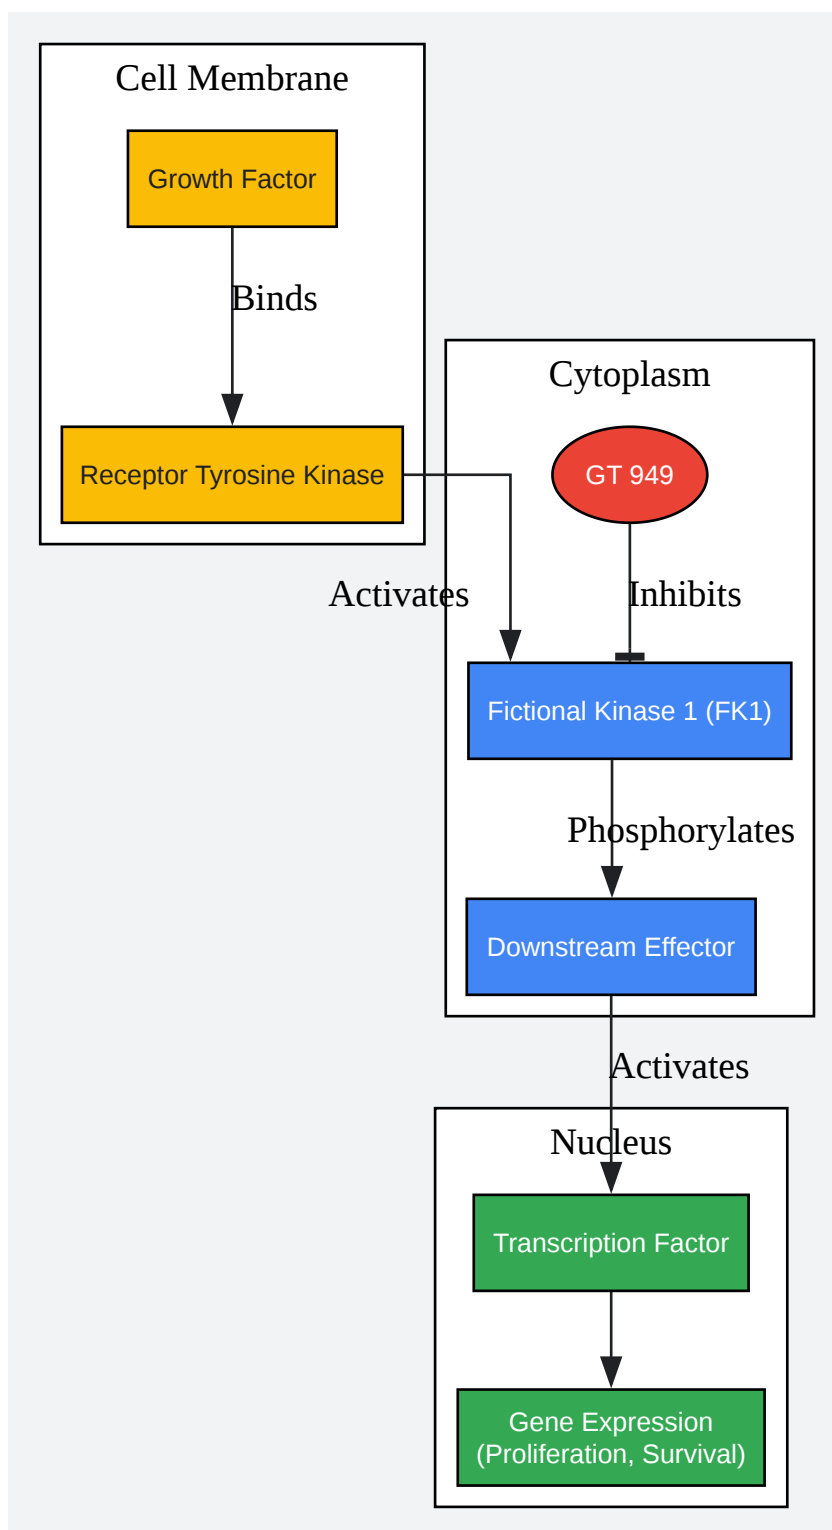 Cell Membrane
Growth Factor
Binds
Receptor Tyrosine Kinase
Activates
Cytoplasm
GT 949
Inhibits
Fictional Kinase 1 (FK1)
Phosphorylates
Downstream Effector
Activates
Nucleus
Transcription Factor
Gene Expression
(Proliferation, Survival)